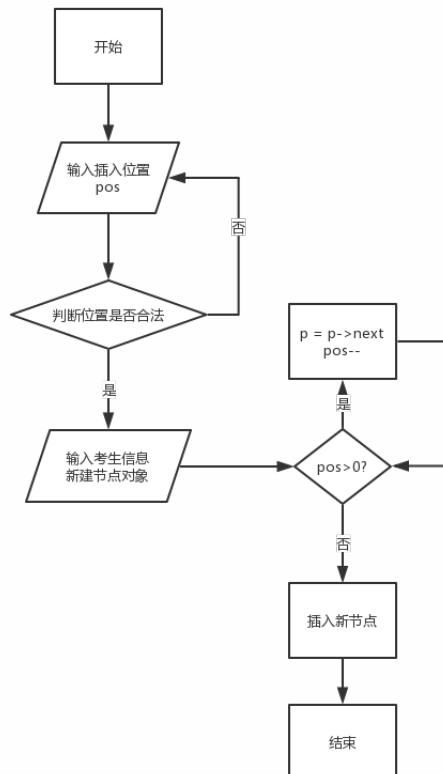 开始
输入插入位置
pos
否
判断位置是否合法
是
输入考生信息
新建节点对象
p = p->next
pos--
是
pos>0?
否
插入新节点
结束